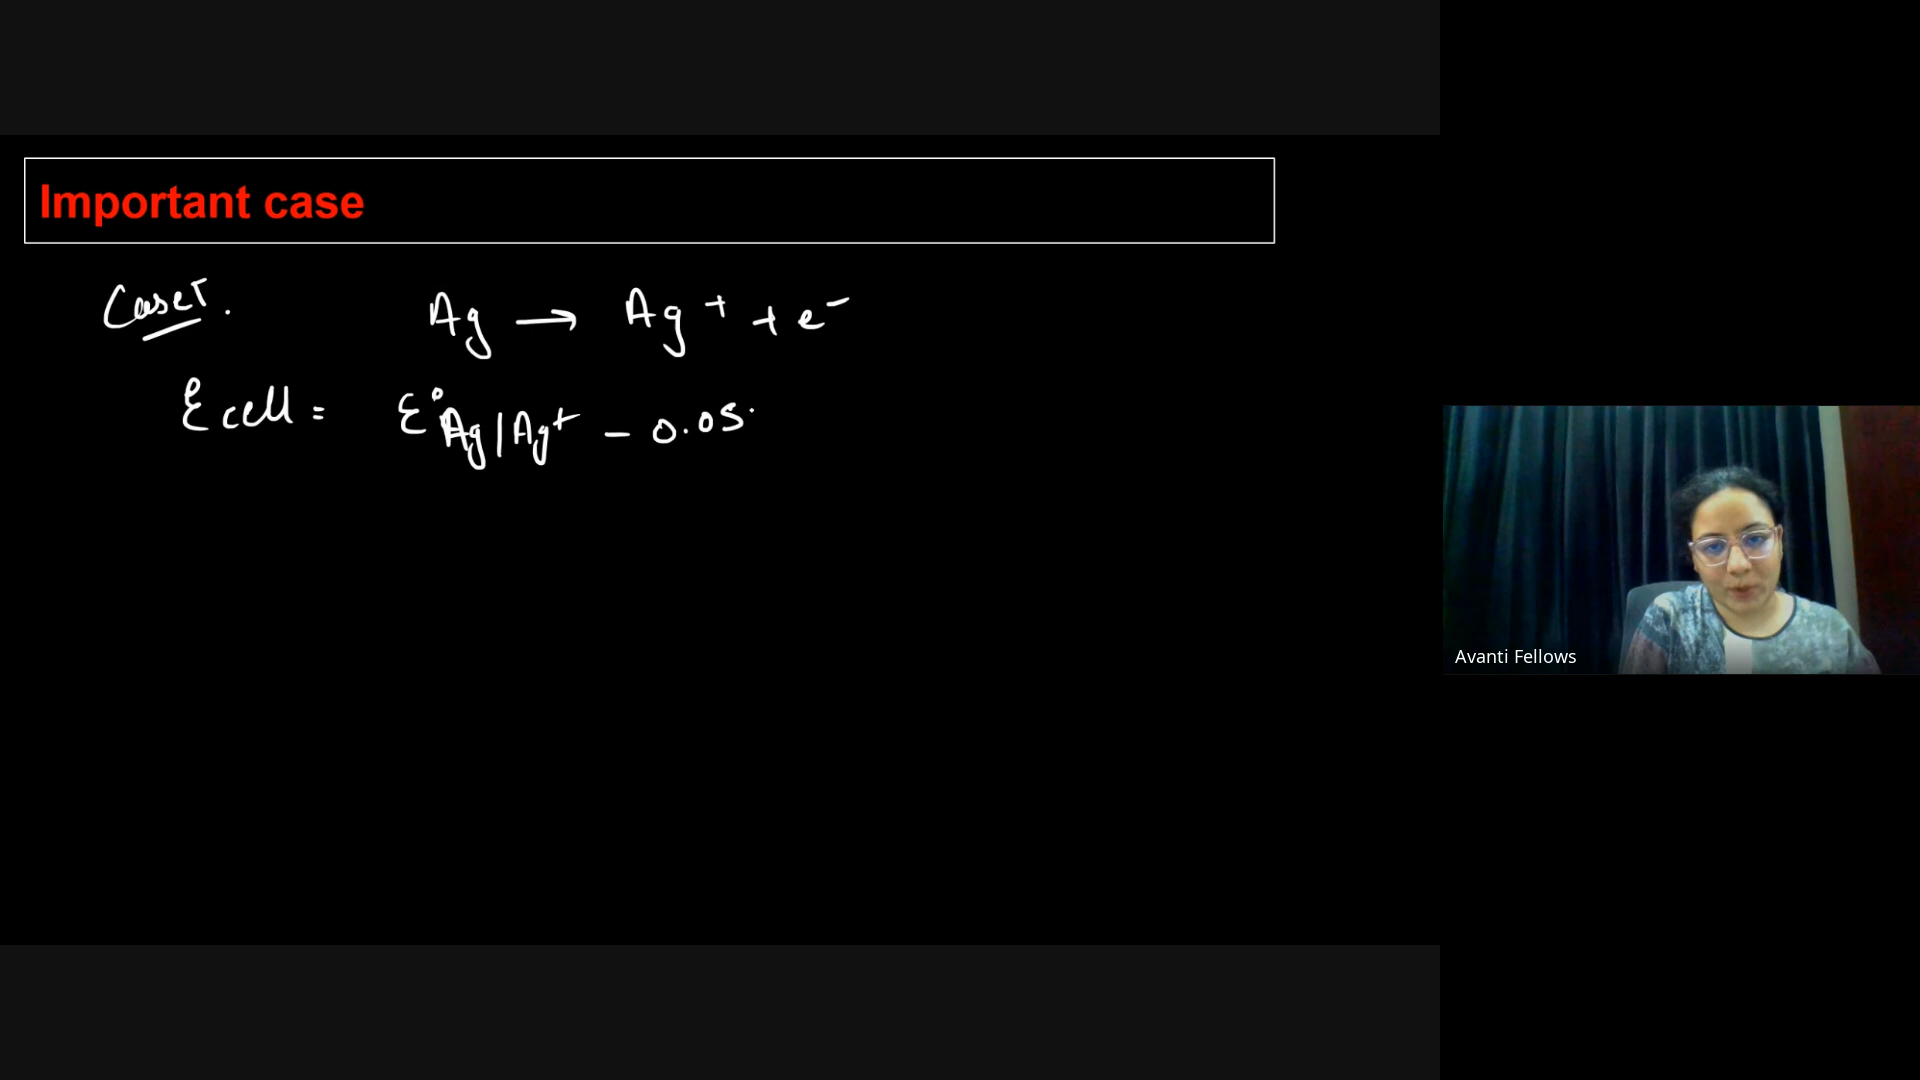 Important case
Case I.
Ag → Ag⁺ + e⁻
Ecell = E°Ag|Ag⁺ - 0.05.
Avanti Fellows